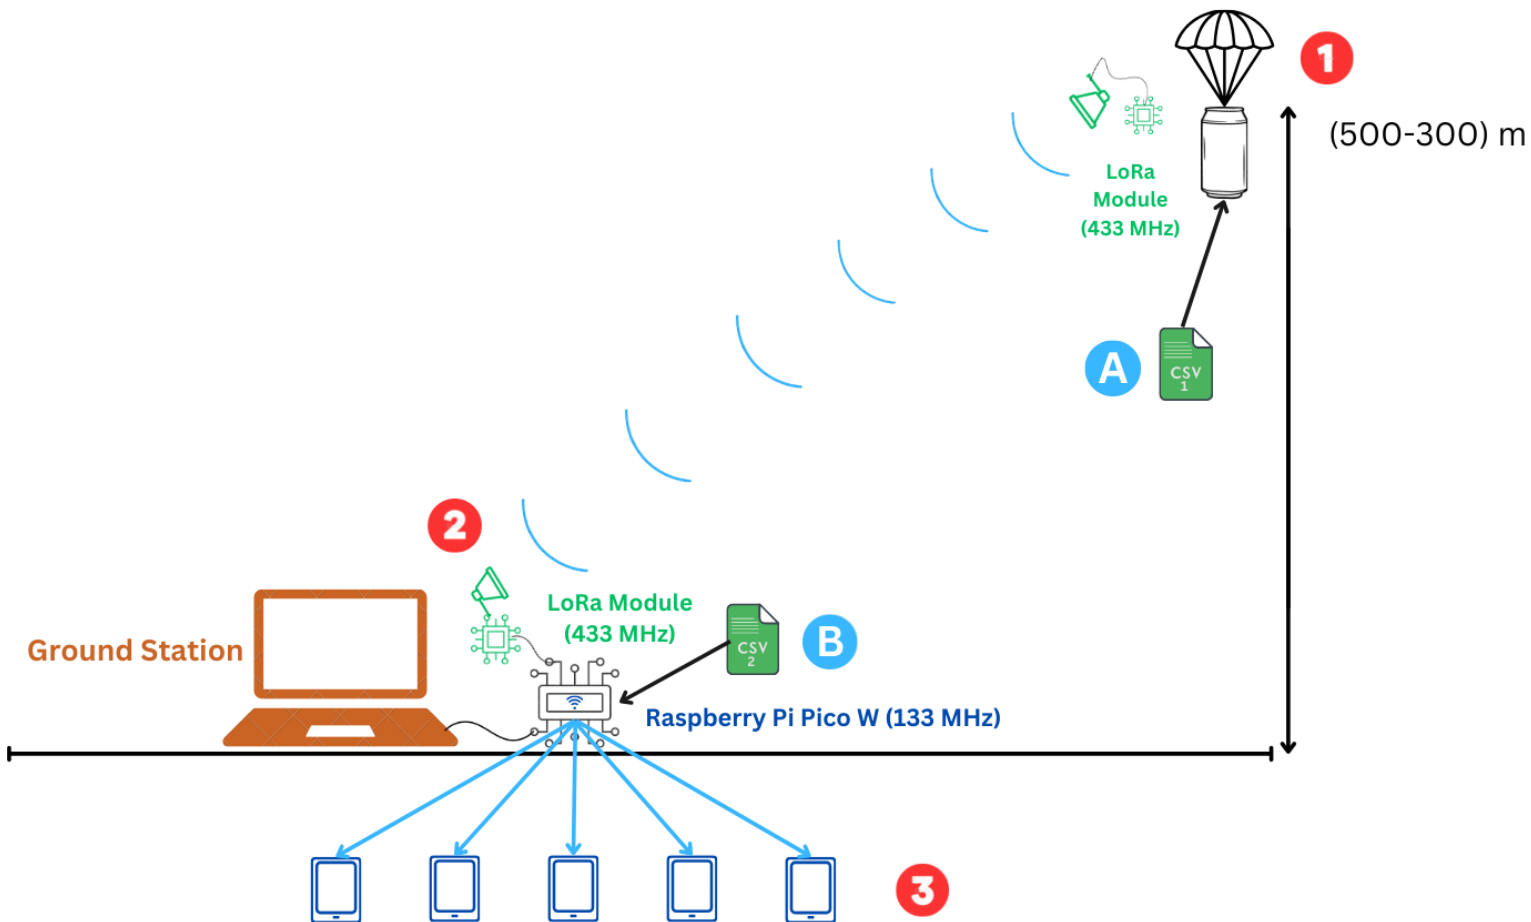 1
(500-300) m
LoRa
Module
(433 MHz)
A
CSV
1
2
LoRa Module
(433 MHz)
Ground Station
CSV
2
B
Raspberry Pi Pico W (133 MHz)
3